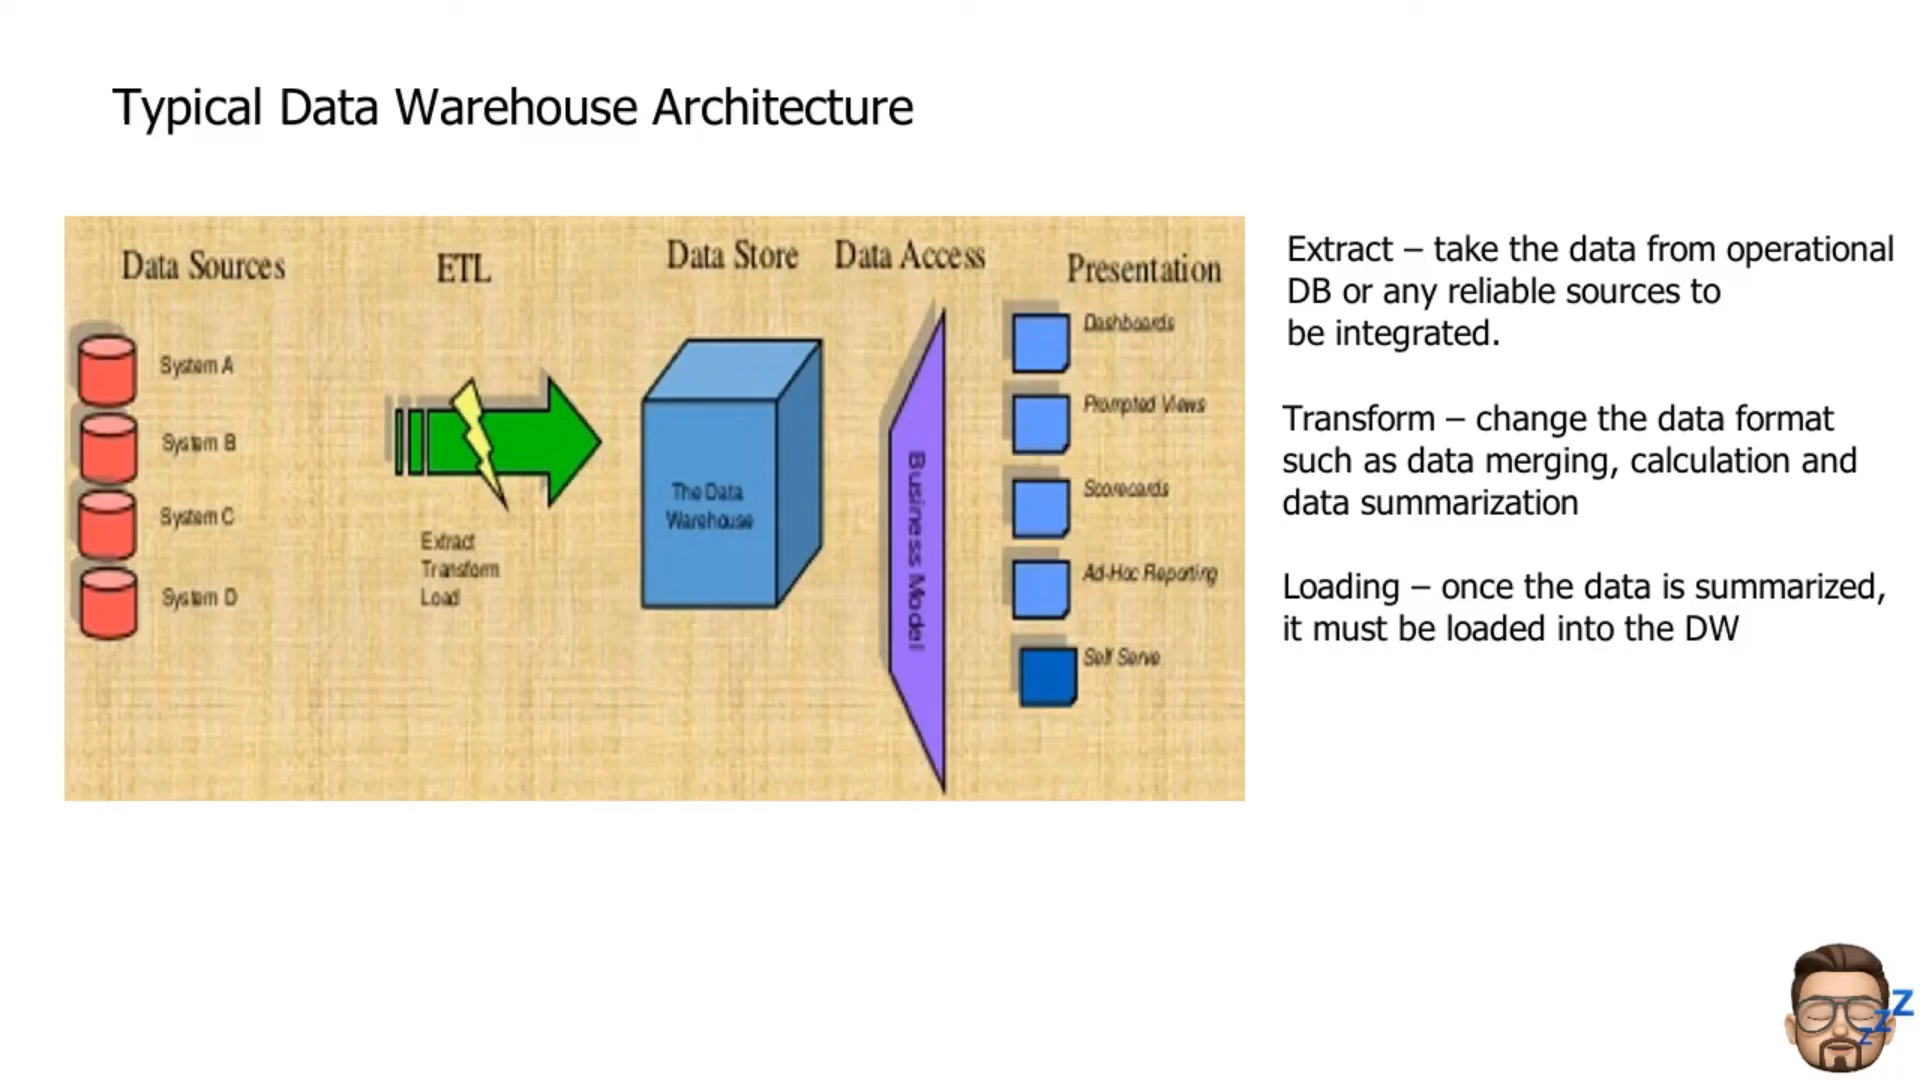 Typical Data Warehouse Architecture
Data Sources
ETL
Data Store
Data Access
Presentation
System A
System B
System C
System D
Extract
Transform
Load
The Data
Warehouse
Business Model
Dashboards
Prompted Views
Scorecards
Ad-Hoc Reporting
Self Serve
Extract – take the data from operational
DB or any reliable sources to
be integrated.
Transform – change the data format
such as data merging, calculation and
data summarization
Loading – once the data is summarized,
it must be loaded into the DW
z
z
Z